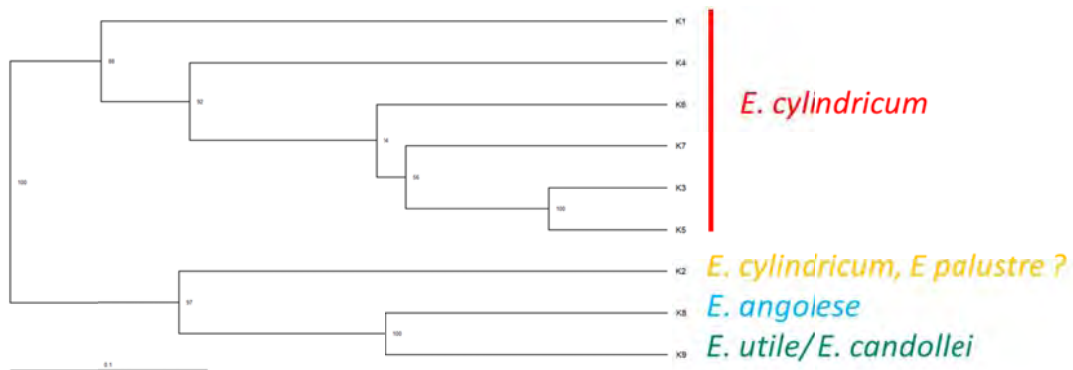 K1
K4
92
K6
E. cylindricum
K7
K3
100
K5
100
K2
E. cylindricum, E palustre ?
97
K8
E. angolese
100
K9
E. utile/ E. candollei
0.1